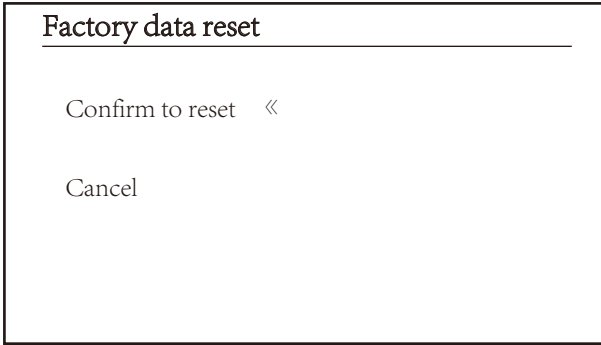 Factory data reset
Confirm to reset 《
Cancel